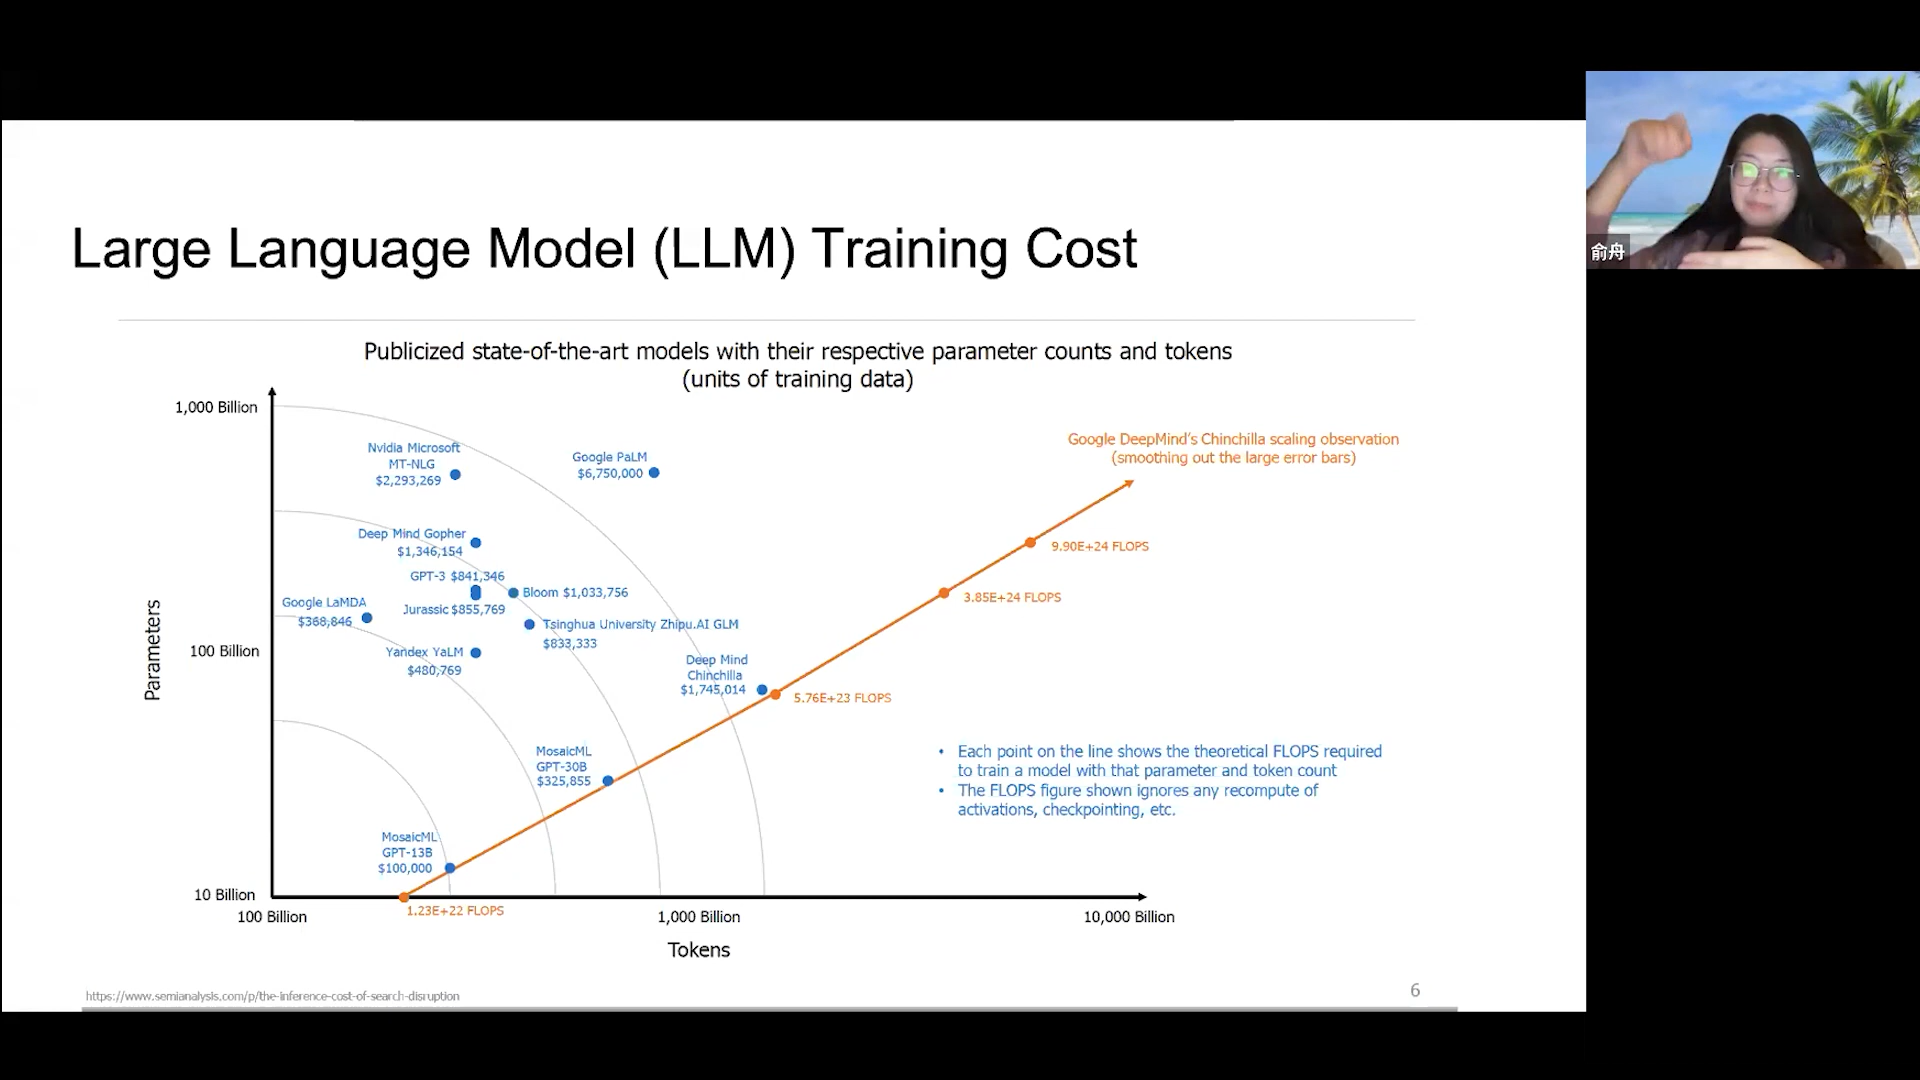 Large Language Model (LLM) Training Cost
Publicized state-of-the-art models with their respective parameter counts and tokens
(units of training data)
1,000 Billion
100 Billion
10 Billion
Parameters
Nvidia Microsoft
MT-NLG
$2,293,269
Google PaLM
$6,750,000
Google DeepMind's Chinchilla scaling observation
(smoothing out the large error bars)
Deep Mind Gopher
$1,346,154
9.90E+24 FLOPS
GPT-3 $841,346
Jurassic $855,769
Bloom $1,033,756
3.85E+24 FLOPS
Google LaMDA
$368,846
Tsinghua University Zhipu.AI GLM
$833,333
Yandex YaLM
$480,769
Deep Mind
Chinchilla
$1,745,014
5.76E+23 FLOPS
MosaicML
GPT-30B
$325,855
• Each point on the line shows the theoretical FLOPS required
to train a model with that parameter and token count
• The FLOPS figure shown ignores any recompute of
activations, checkpointing, etc.
MosaicML
GPT-13B
$100,000
1.23E+22 FLOPS
100 Billion
1,000 Billion
10,000 Billion
Tokens
https://www.semianalysis.com/p/the-inference-cost-of-search-disruption
6
俞舟